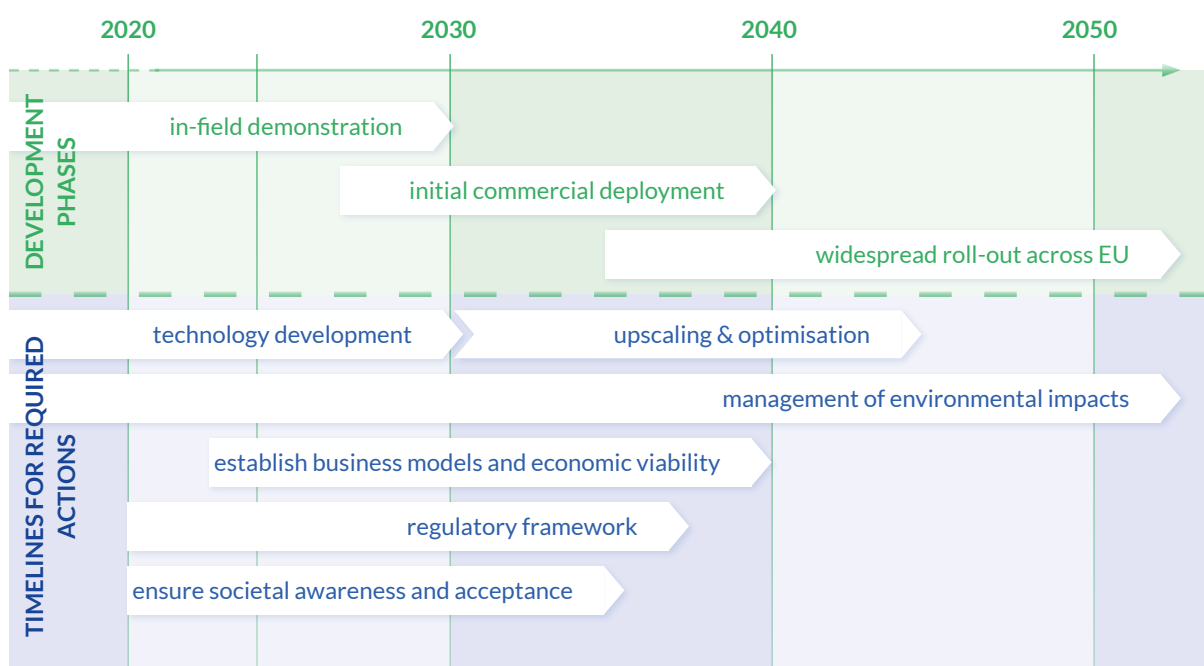 2020
2030
2040
2050
DEVELOPMENT
PHASES
in-field demonstration
initial commercial deployment
widespread roll-out across EU
TIMELINES FOR REQUIRED
ACTIONS
technology development
upscaling & optimisation
management of environmental impacts
establish business models and economic viability
regulatory framework
ensure societal awareness and acceptance